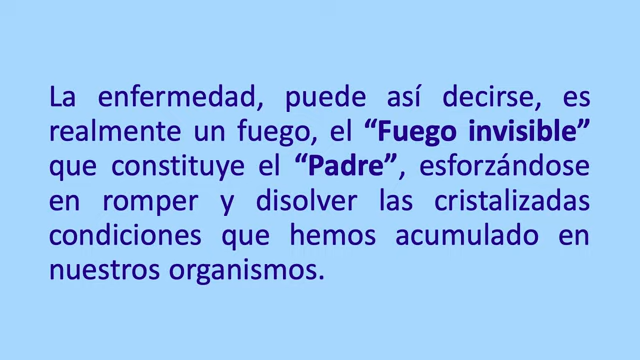 La enfermedad, puede así decirse, es
realmente un fuego, el “Fuego invisible”
que constituye el “Padre”, esforzándose
en romper y disolver las cristalizadas
condiciones que hemos acumulado en
nuestros organismos.